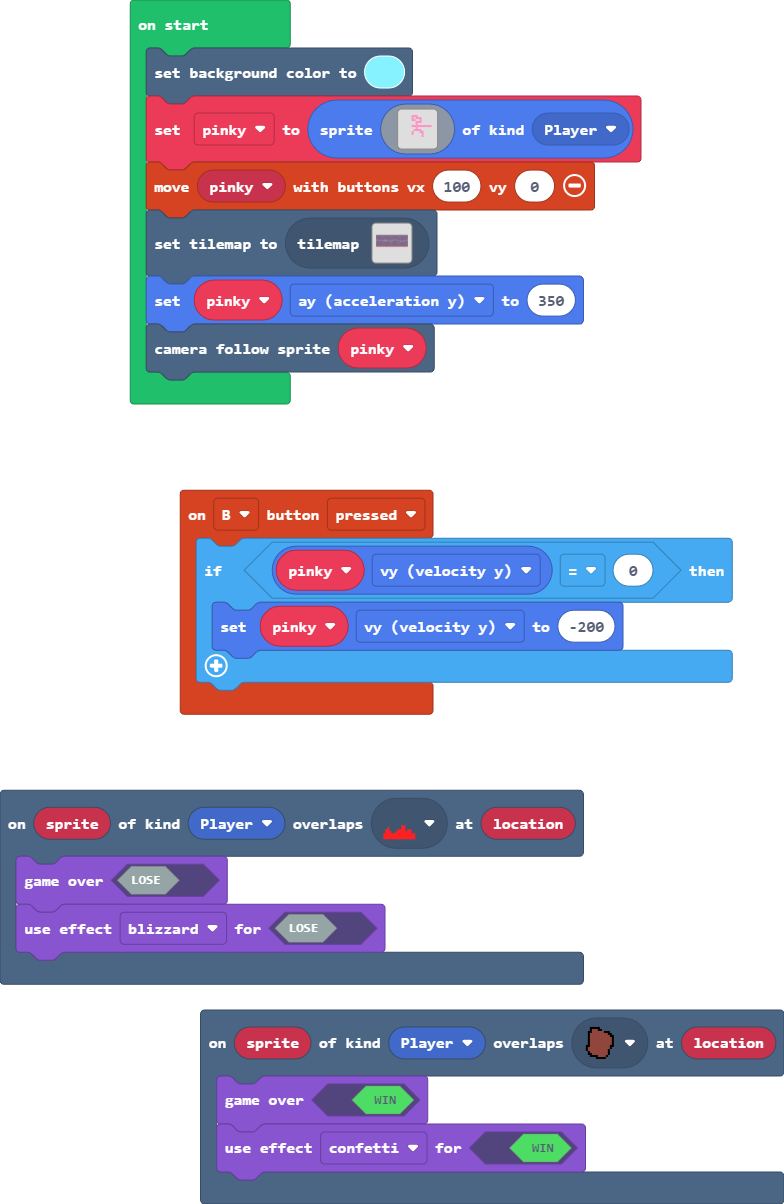 on start
set background color to
set pinky to sprite of kind Player
move pinky with buttons vx 100 vy 0
set tilemap to tilemap
set pinky ay (acceleration y) to 350
camera follow sprite pinky
on B button pressed
if pinky vy (velocity y) = 0 then
set pinky vy (velocity y) to -200
on sprite of kind Player overlaps at location
game over LOSE
use effect blizzard for LOSE
on sprite of kind Player overlaps at location
game over WIN
use effect confetti for WIN